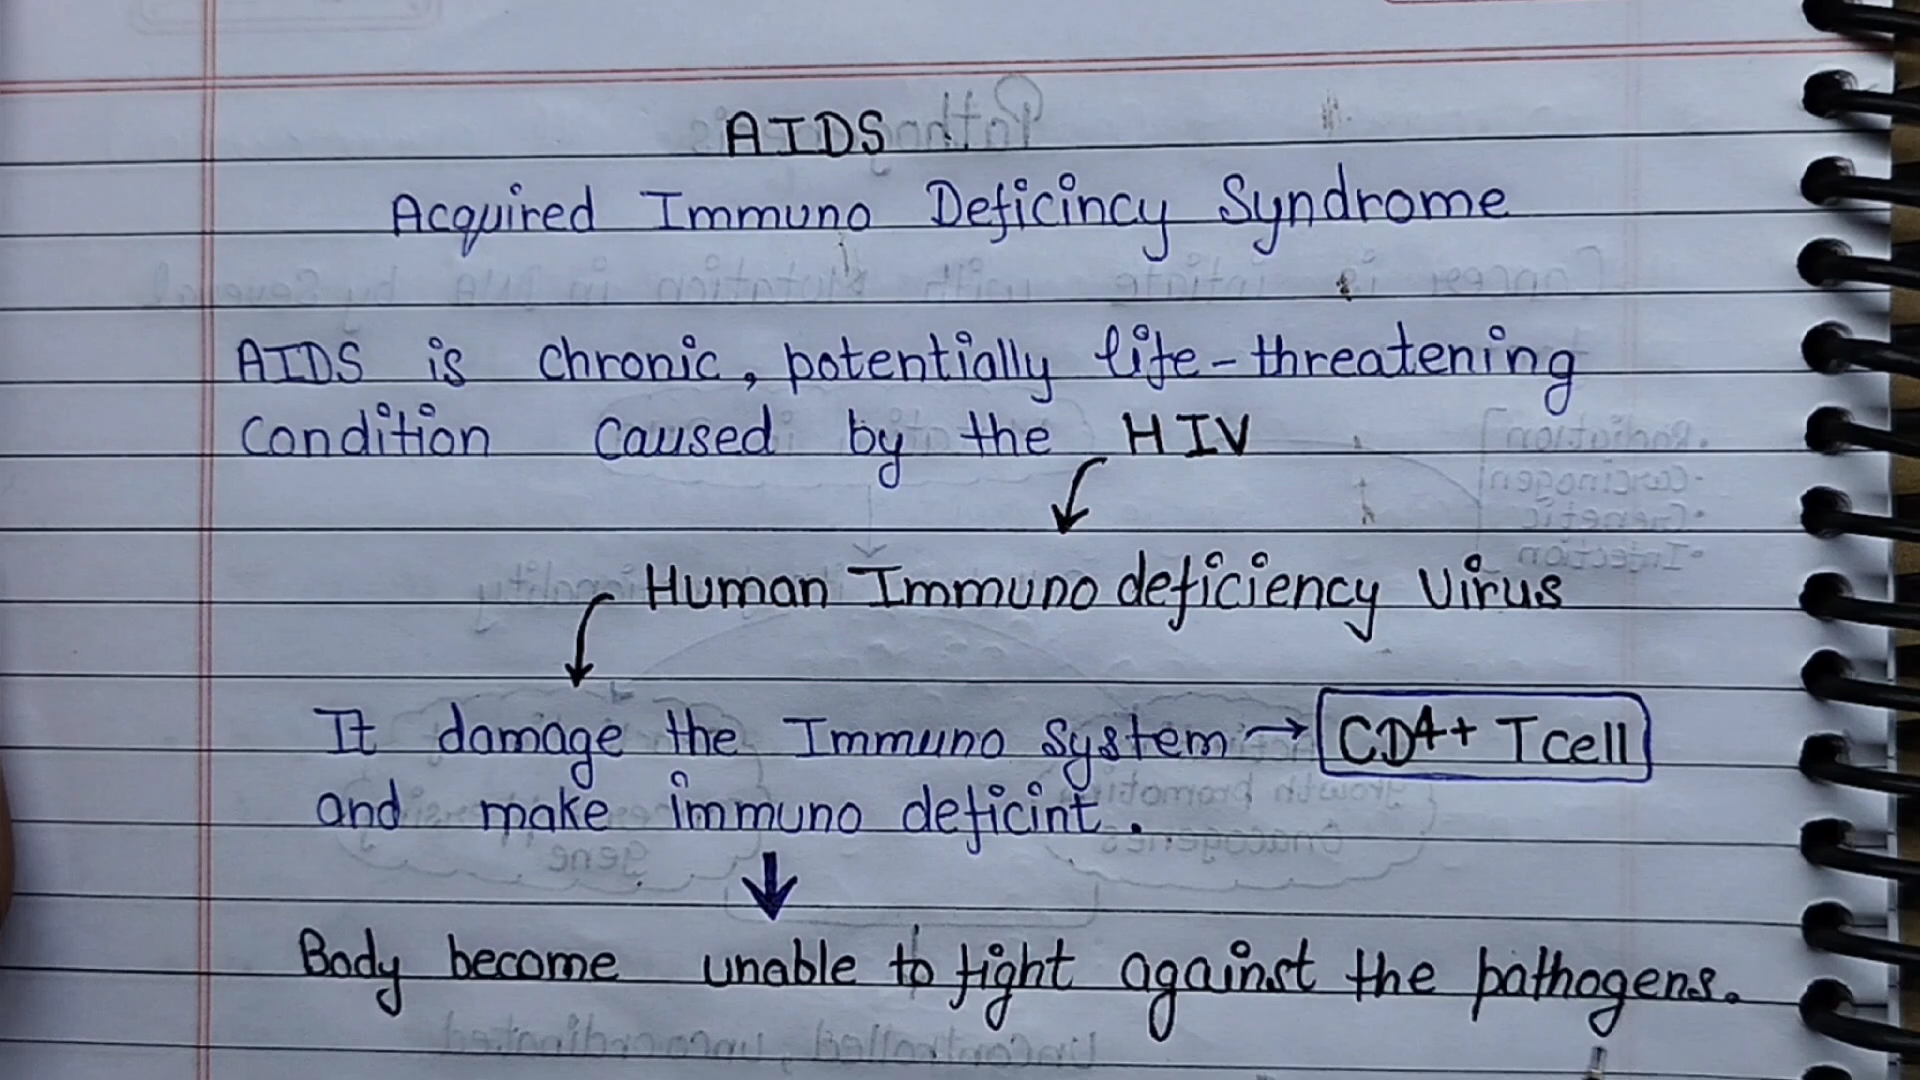 AIDS
Acquired Immuno Deficincy Syndrome
AIDS is chronic, potentially life-threatening
condition caused by the HIV
Human Immuno deficiency Virus
It damage the Immuno System → CD4+ T cell
and make immuno deficint.
Body become unable to fight against the pathogens.